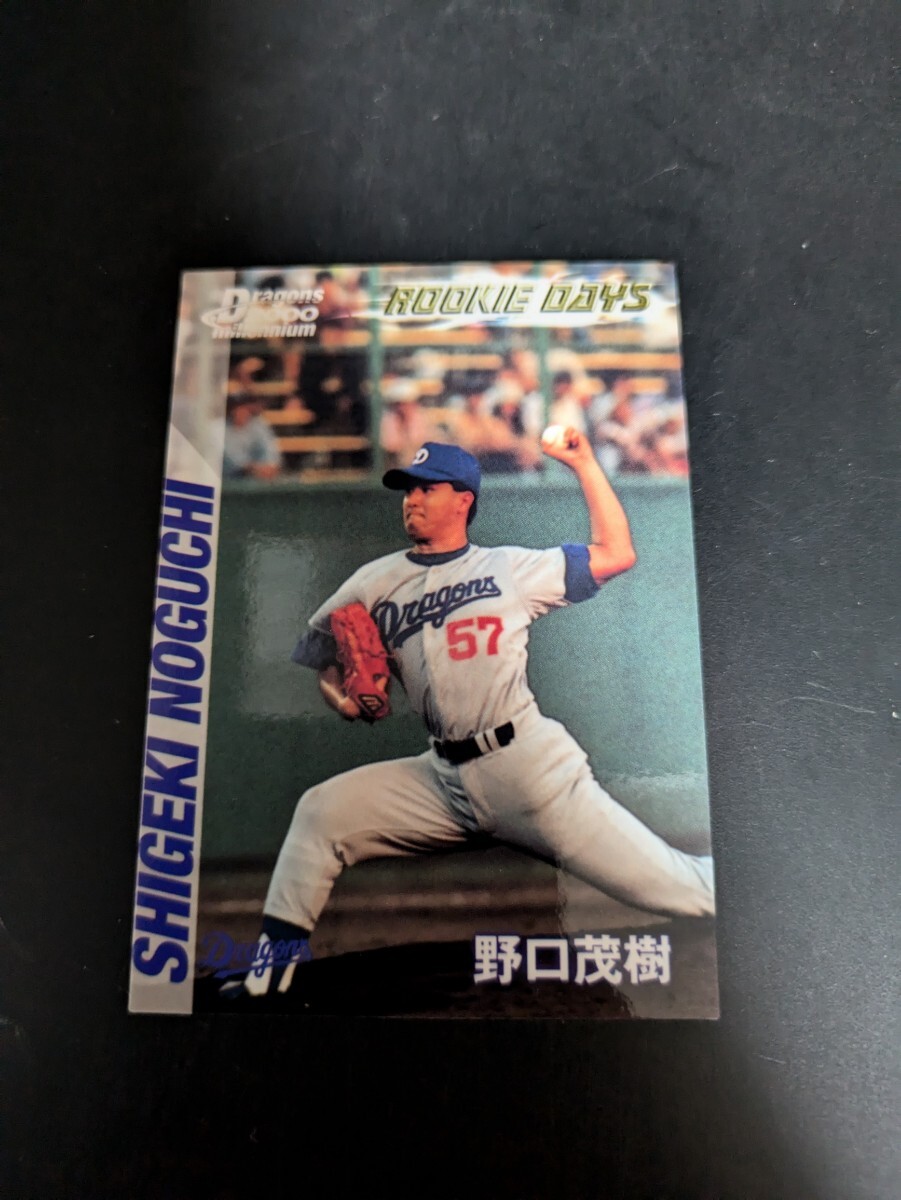 Dragons
2000
millennium
ROOKIE DAYS
D
Dragons
57
SHIGEKI NOGUCHI
Dragons
野口茂樹